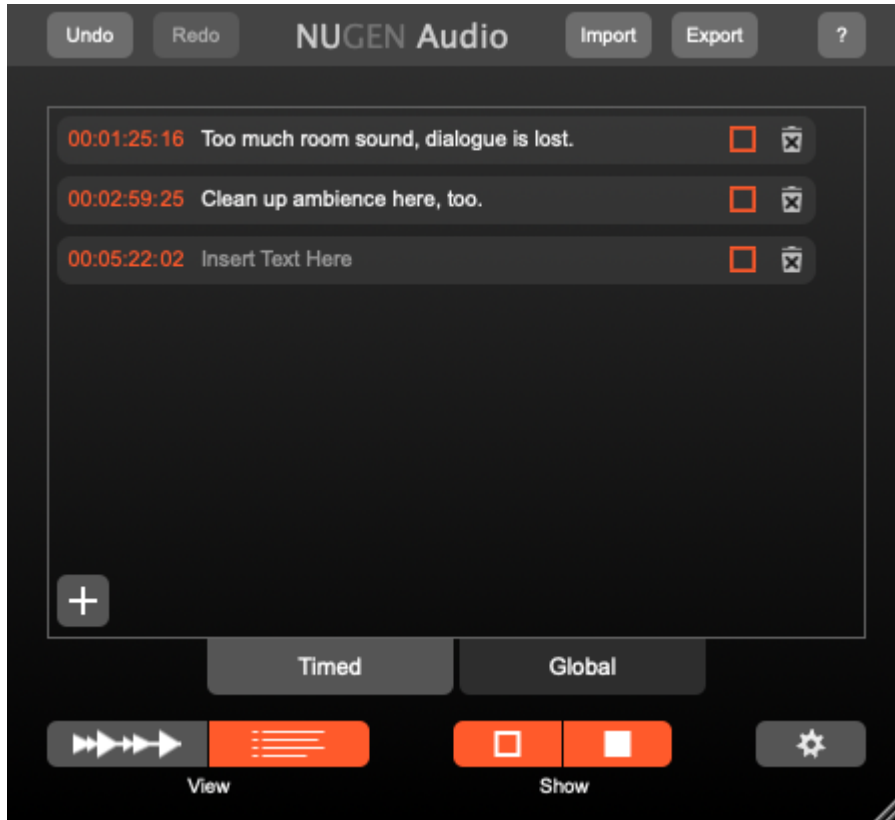 Undo Redo NUGEN Audio Import Export ?
00:01:25:16 Too much room sound, dialogue is lost.
00:02:59:25 Clean up ambience here, too.
00:05:22:02 Insert Text Here
Timed Global
View Show